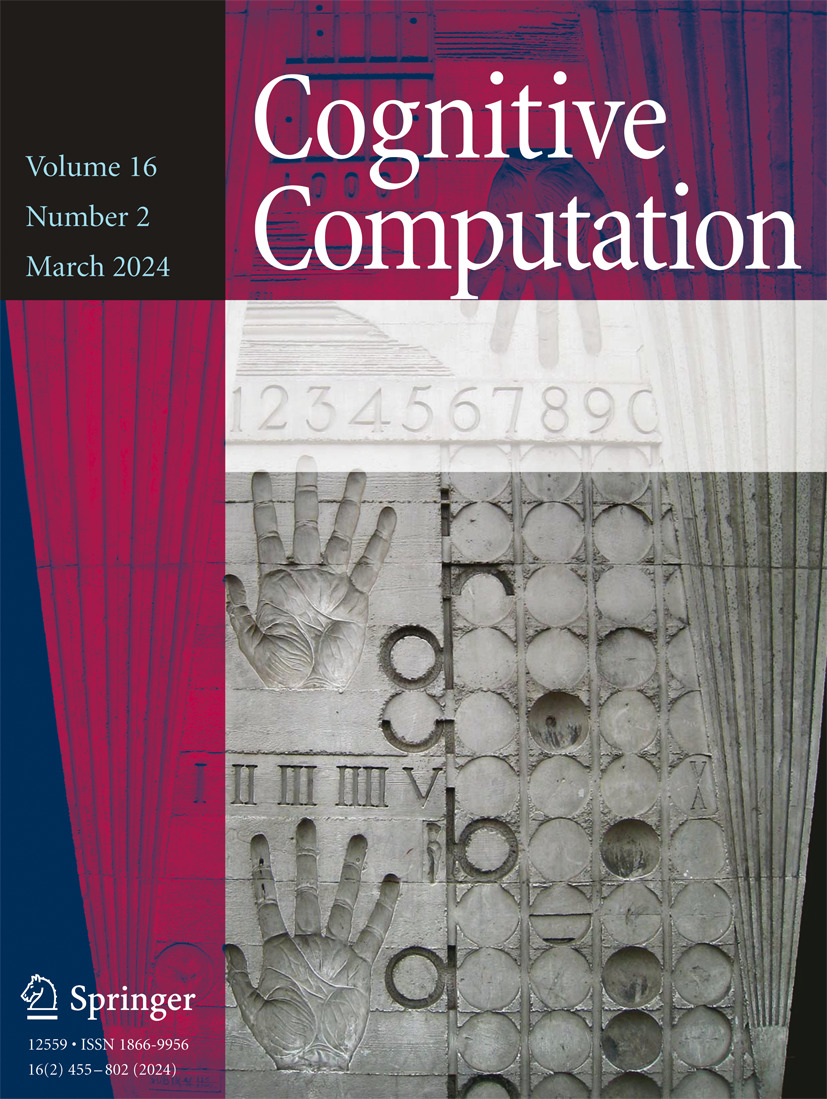 Cognitive
Computation
Volume 16
Number 2
March 2024
1234567890
I II III IIII V
X
Springer
12559 • ISSN 1866-9956
16(2) 455–802 (2024)